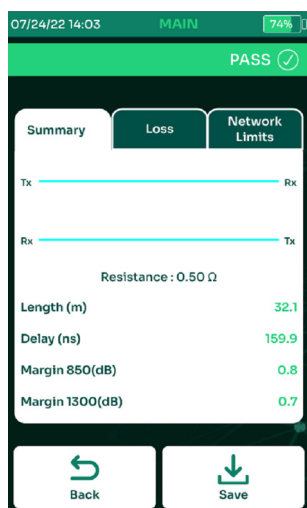 07/24/22 14:03 MAIN 74%
PASS
Summary Loss Network Limits
Tx Rx
Rx Tx
Resistance : 0.50 Ω
Length (m) 32.1
Delay (ns) 159.9
Margin 850(dB) 0.8
Margin 1300(dB) 0.7
Back Save